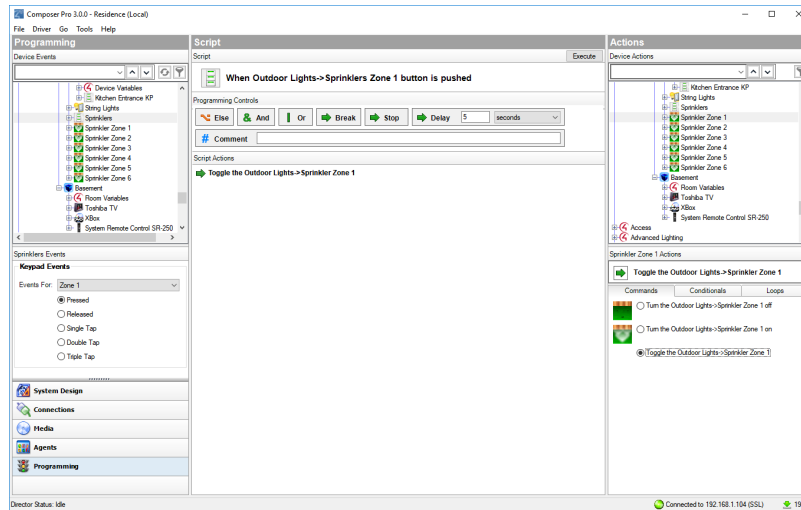 Composer Pro 3.0.0 - Residence (Local)
File Driver Go Tools Help
Programming
Device Events
Device Variables
Kitchen Entrance KP
String Lights
Sprinklers
Sprinkler Zone 1
Sprinkler Zone 2
Sprinkler Zone 3
Sprinkler Zone 4
Sprinkler Zone 5
Sprinkler Zone 6
Basement
Room Variables
Toshiba TV
XBox
System Remote Control SR-250
Sprinklers Events
Keypad Events
Events For: Zone 1
Pressed
Released
Single Tap
Double Tap
Triple Tap
System Design
Connections
Media
Agents
Programming
Script
Script Execute
When Outdoor Lights->Sprinklers Zone 1 button is pushed
Programming Controls
Else & And Or Break Stop Delay 5 seconds
# Comment
Script Actions
Toggle the Outdoor Lights->Sprinkler Zone 1
Actions
Device Actions
Kitchen Entrance KP
String Lights
Sprinklers
Sprinkler Zone 1
Sprinkler Zone 2
Sprinkler Zone 3
Sprinkler Zone 4
Sprinkler Zone 5
Sprinkler Zone 6
Basement
Room Variables
Toshiba TV
XBox
System Remote Control SR-250
Access
Advanced Lighting
Sprinkler Zone 1 Actions
Toggle the Outdoor Lights->Sprinkler Zone 1
Commands Conditionals Loops
Turn the Outdoor Lights->Sprinkler Zone 1 off
Turn the Outdoor Lights->Sprinkler Zone 1 on
Toggle the Outdoor Lights->Sprinkler Zone 1
Director Status: Idle
Connected to 192.168.1.104 (SSL) 19